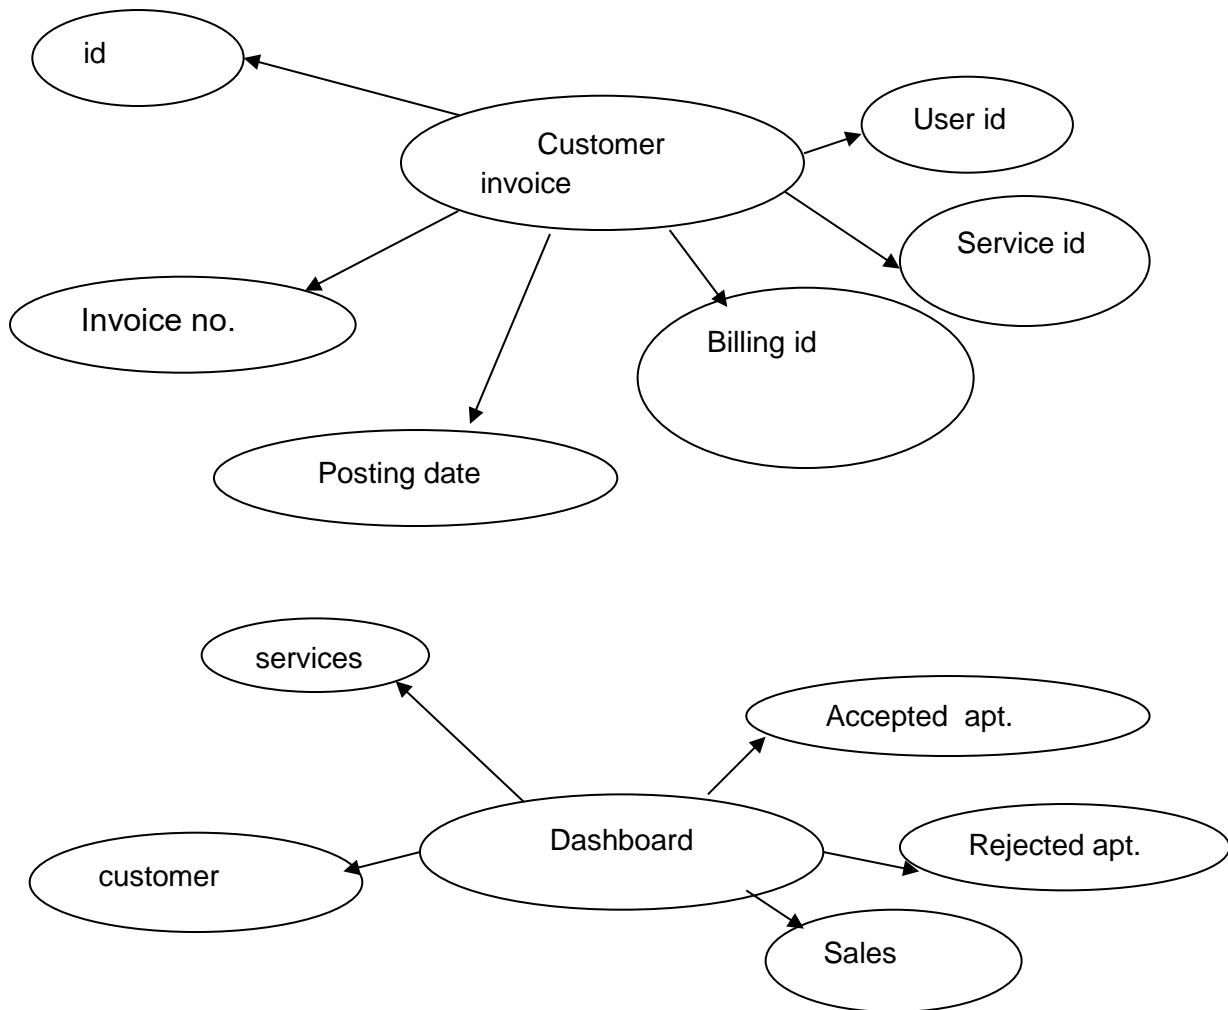 id
User id
Customer
invoice
Service id
Invoice no.
Billing id
Posting date
services
Accepted  apt.
Dashboard
Rejected apt.
customer
Sales